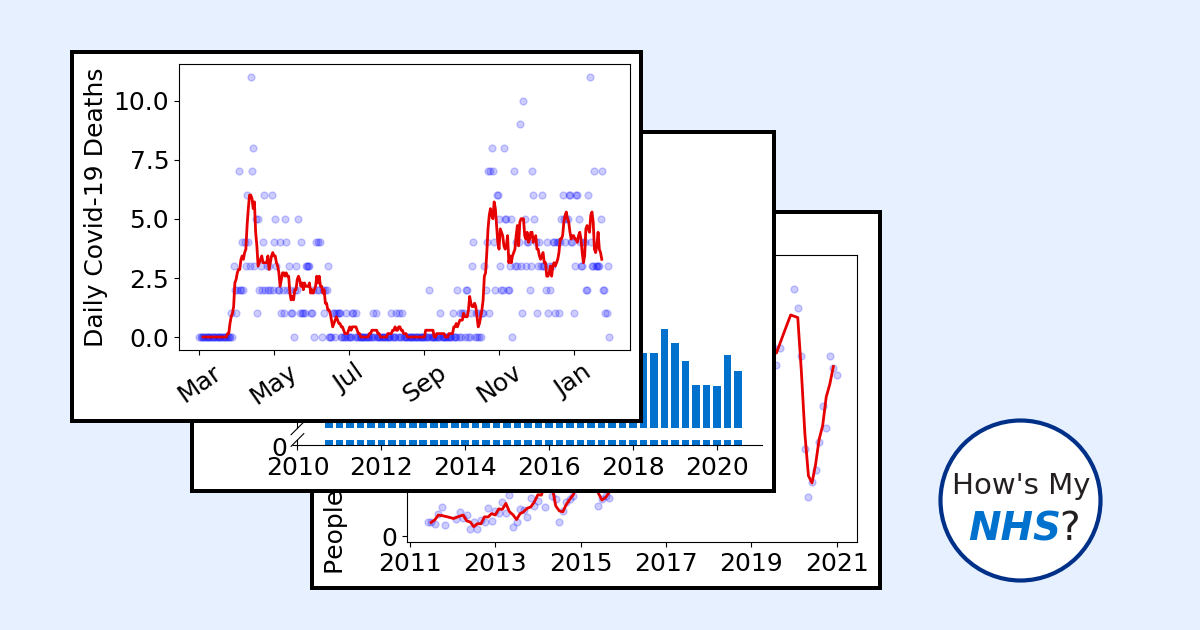 Daily Covid-19 Deaths
10.0
7.5
5.0
2.5
0.0
Mar May Jul Sep Nov Jan
0
2010 2012 2014 2016 2018 2020
People
0
2011 2013 2015 2017 2019 2021
How's My
NHS?